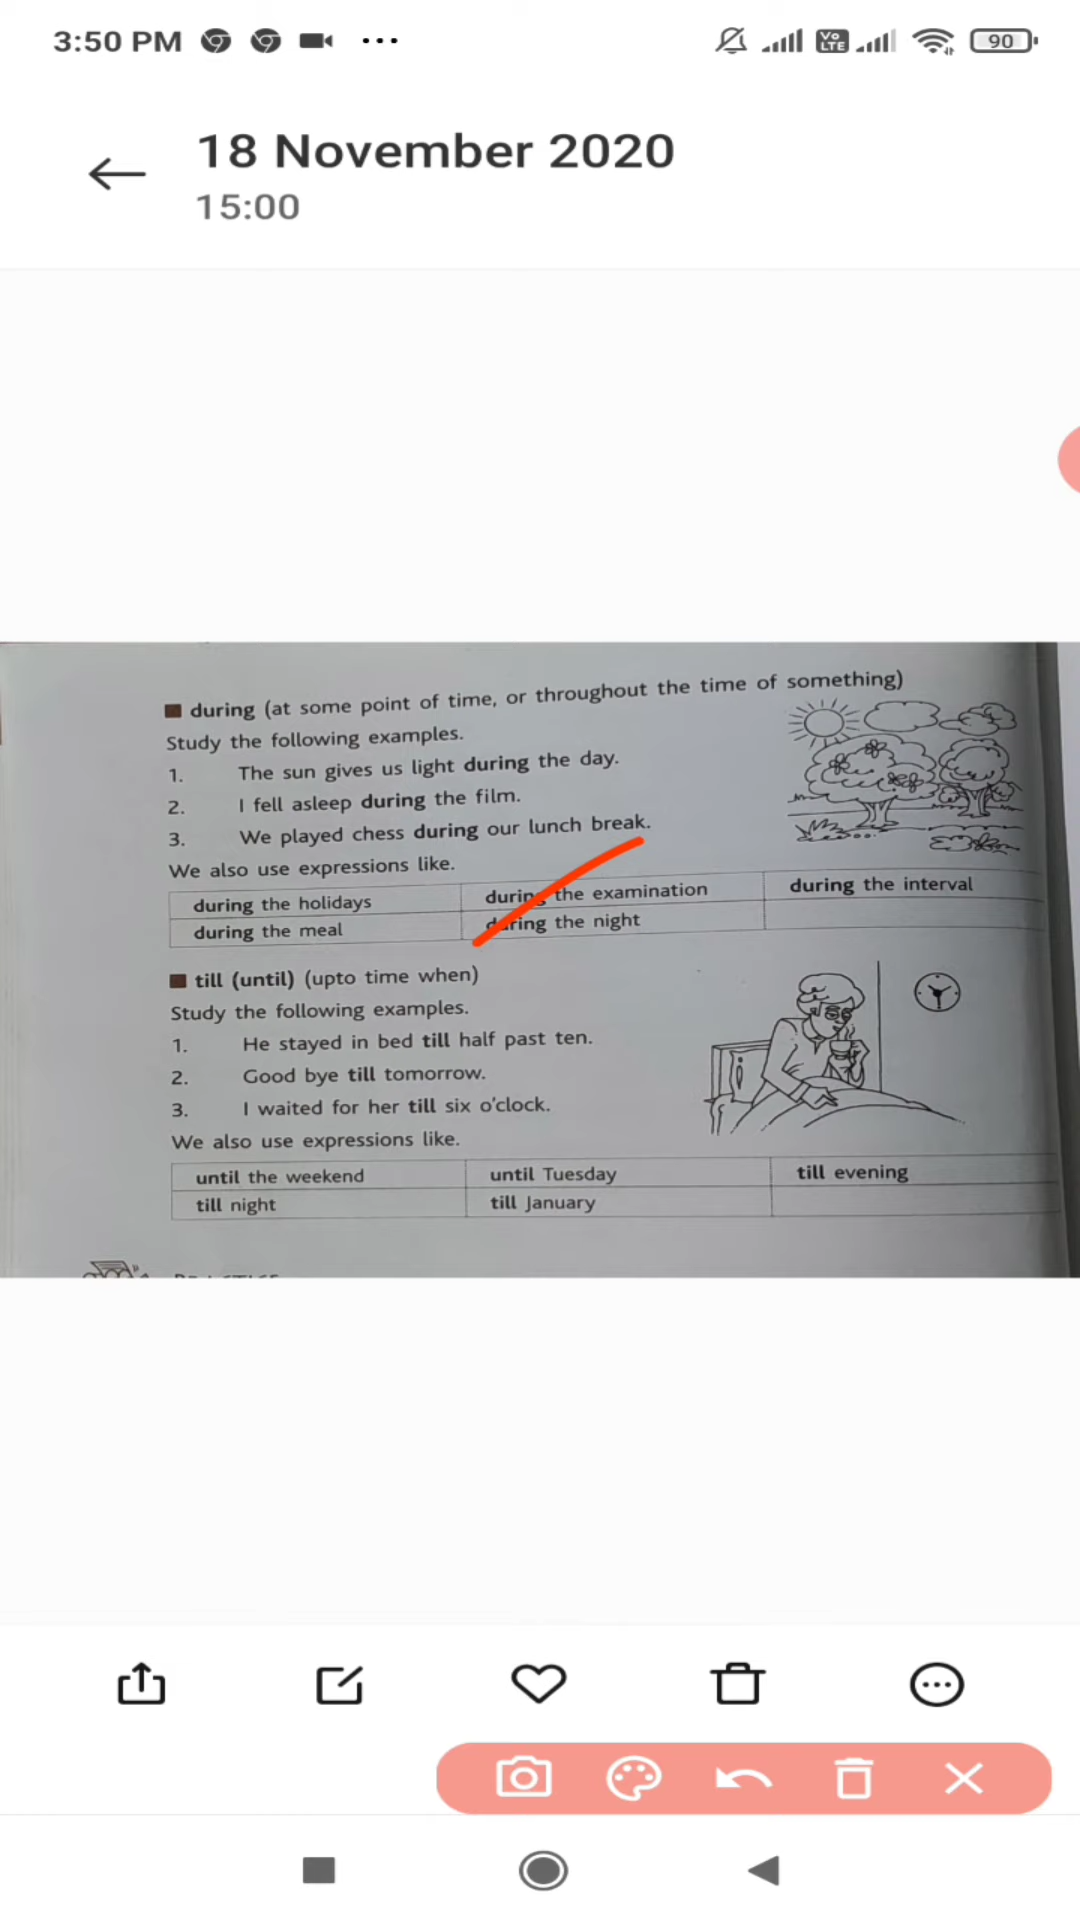 3:50 PM
Vo LTE
90
18 November 2020
15:00
during (at some point of time, or throughout the time of something)
Study the following examples.
1. The sun gives us light during the day.
2. I fell asleep during the film.
3. We played chess during our lunch break.
We also use expressions like.
during the holidays during the examination during the interval
during the meal during the night
till (until) (upto time when)
Study the following examples.
1. He stayed in bed till half past ten.
2. Good bye till tomorrow.
3. I waited for her till six o'clock.
We also use expressions like.
until the weekend until Tuesday till evening
till night till January